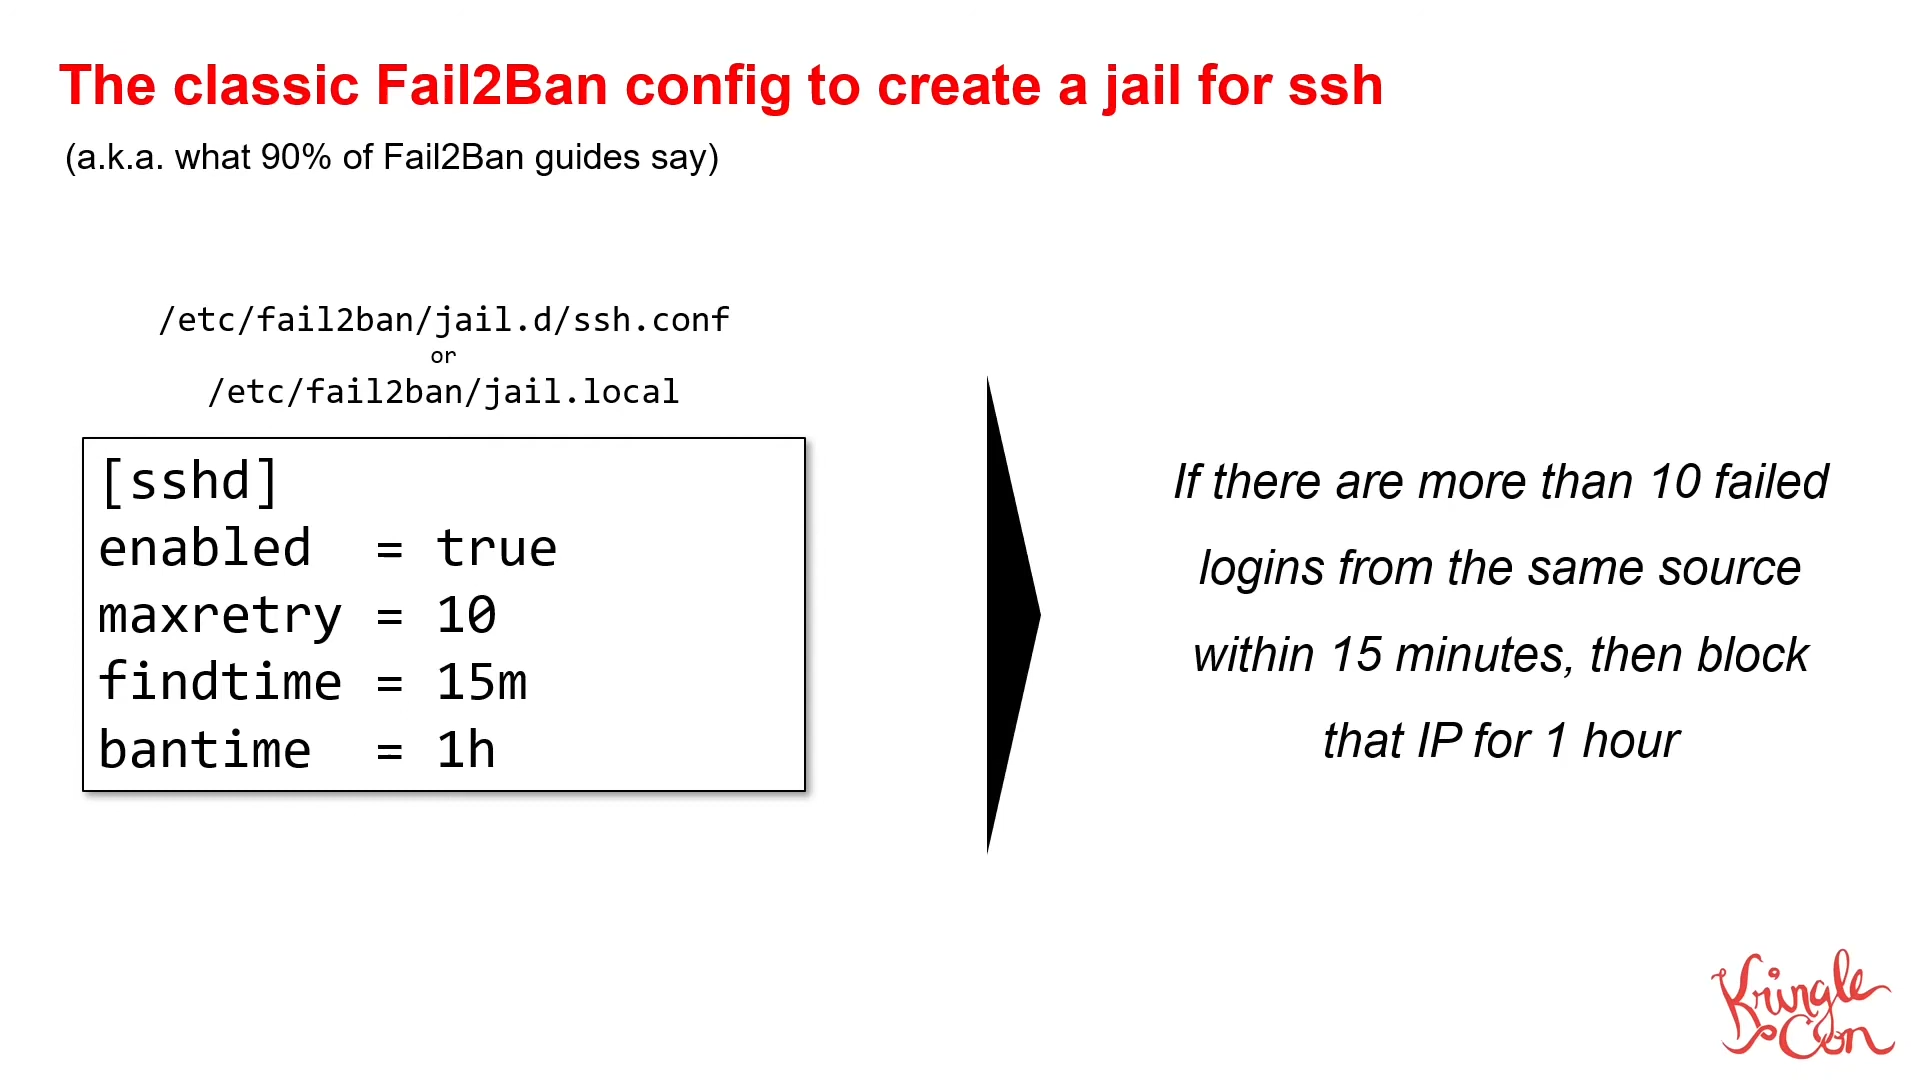 The classic Fail2Ban config to create a jail for ssh
(a.k.a. what 90% of Fail2Ban guides say)
/etc/fail2ban/jail.d/ssh.conf
or
/etc/fail2ban/jail.local
[sshd]
enabled  = true
maxretry = 10
findtime = 15m
bantime  = 1h
If there are more than 10 failed
logins from the same source
within 15 minutes, then block
that IP for 1 hour
Kringle
Con